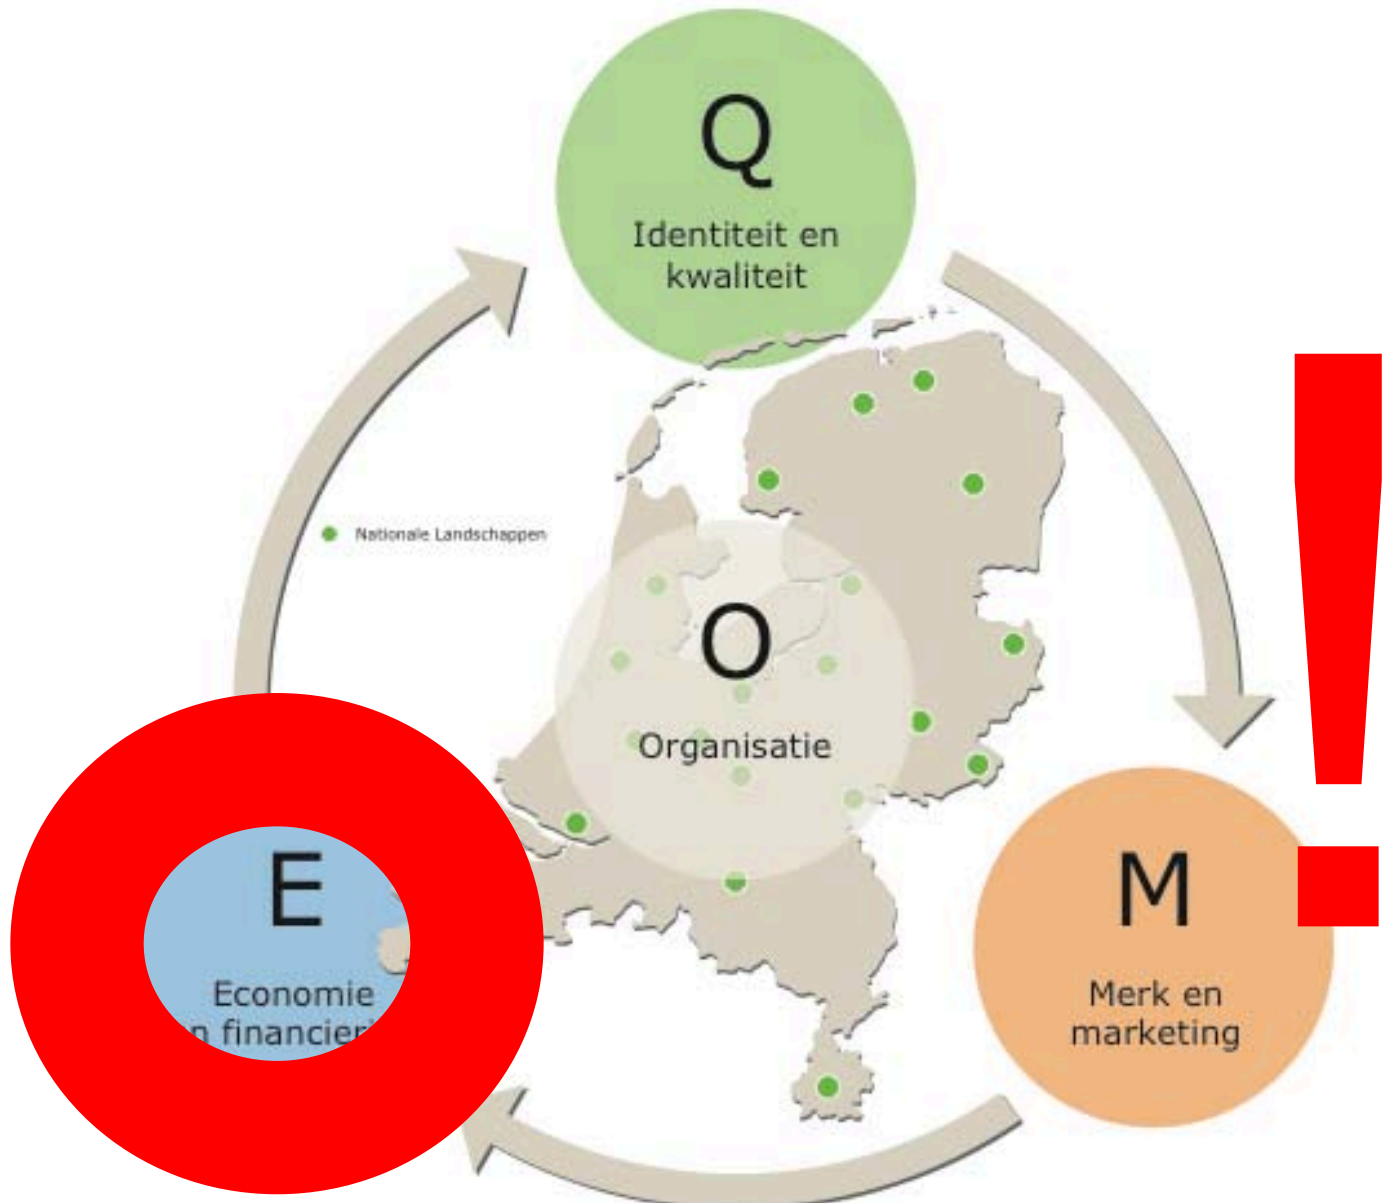 Q
Identiteit en
kwaliteit
Nationale Landschappen
O
Organisatie
!
E
Economie
M
Merk en
marketing